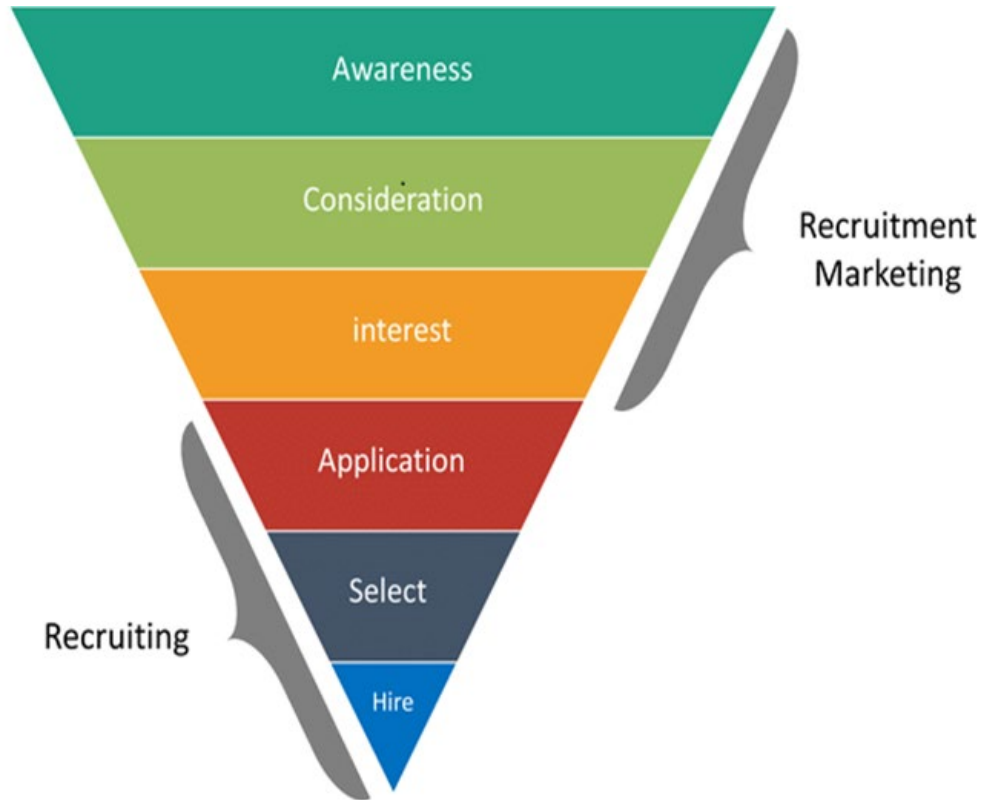 Awareness
Consideration
Recruitment
Marketing
interest
Application
Select
Recruiting
Hire